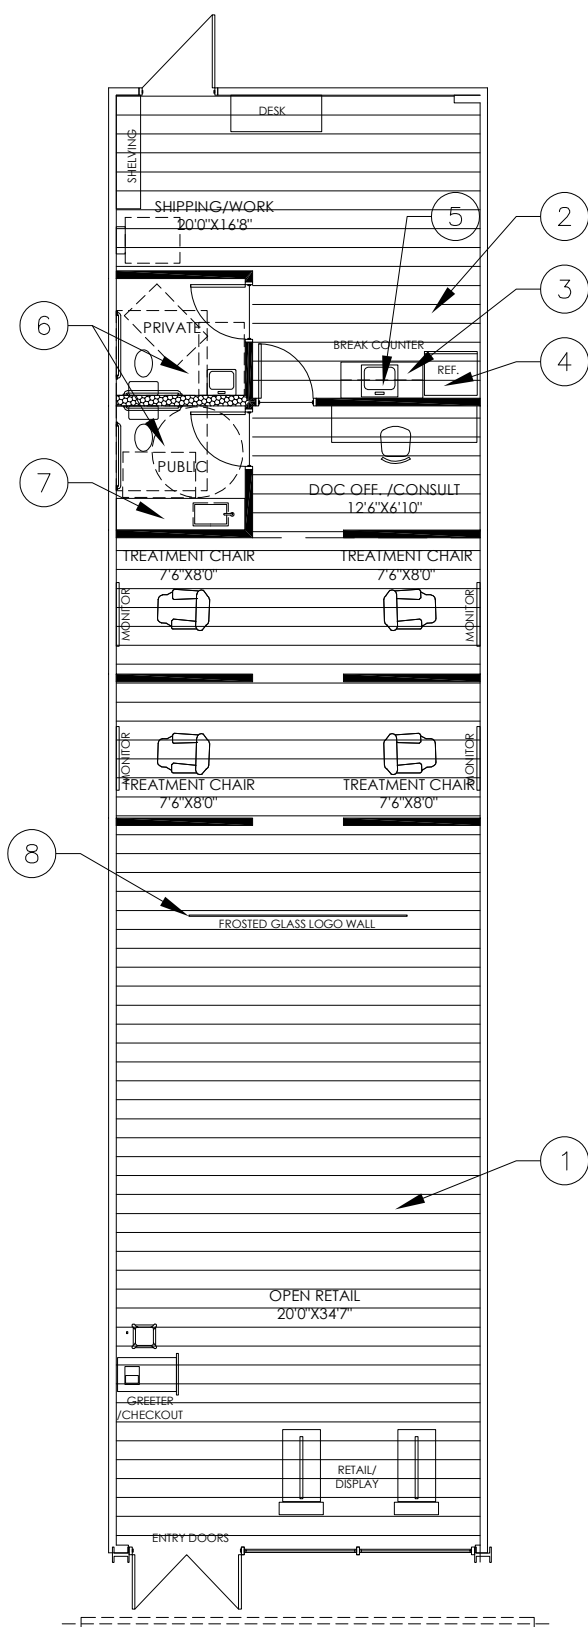 DESK
SHELVING
SHIPPING/WORK
20'0"X16'8"
5
2
3
PRIVATE
6
BREAK COUNTER
REF.
4
PUBLIC
7
DOC OFF. /CONSULT
12'6"X6'10"
TREATMENT CHAIR
7'6"X8'0"
TREATMENT CHAIR
7'6"X8'0"
MONITOR
MONITOR
MONITOR
MONITOR
TREATMENT CHAIR
7'6"X8'0"
TREATMENT CHAIR
7'6"X8'0"
8
FROSTED GLASS LOGO WALL
1
OPEN RETAIL
20'0"X34'7"
GREETER
/CHECKOUT
RETAIL/
DISPLAY
ENTRY DOORS